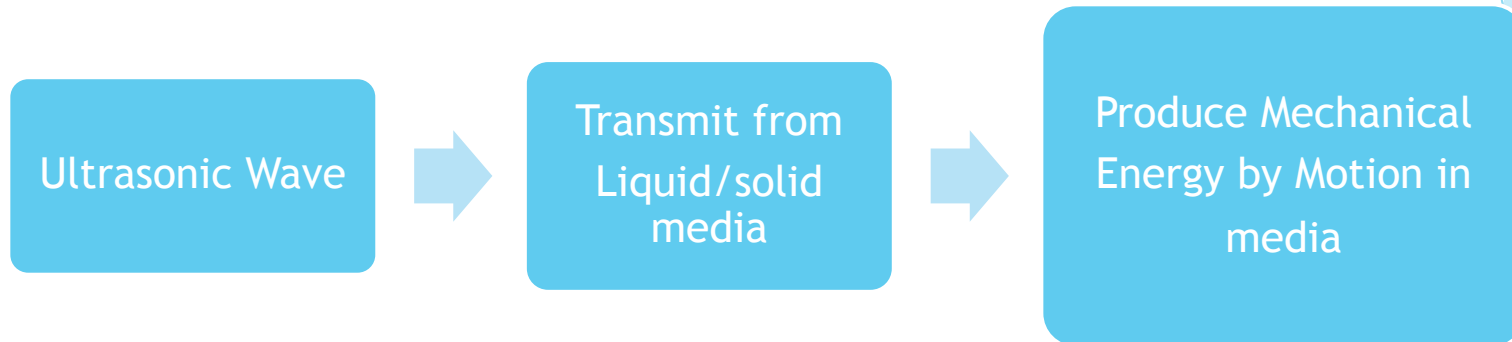 Ultrasonic Wave
Transmit from
Liquid/solid
media
Produce Mechanical
Energy by Motion in
media